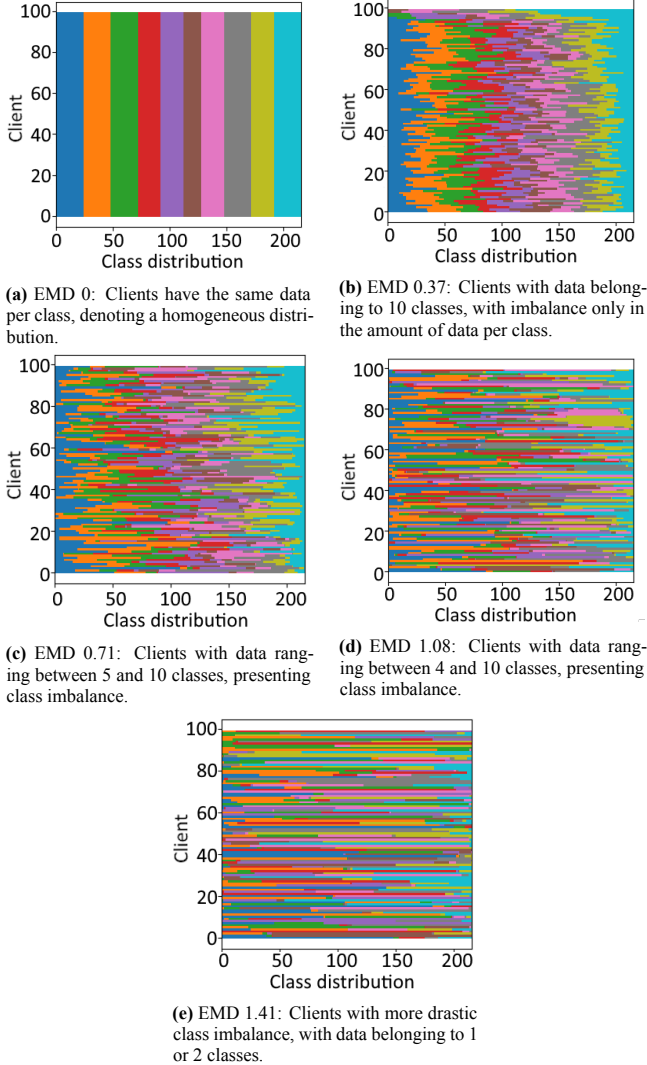 100
80
60
40
20
0
Client
0 50 100 150 200
Class distribution
(a) EMD 0: Clients have the same data
per class, denoting a homogeneous distri-
bution.
100
80
60
40
20
0
Client
0 50 100 150 200
Class distribution
(b) EMD 0.37: Clients with data belong-
ing to 10 classes, with imbalance only in
the amount of data per class.
100
80
60
40
20
0
Client
0 50 100 150 200
Class distribution
(c) EMD 0.71: Clients with data rang-
ing between 5 and 10 classes, presenting
class imbalance.
100
80
60
40
20
0
Client
0 50 100 150 200
Class distribution
(d) EMD 1.08: Clients with data rang-
ing between 4 and 10 classes, presenting
class imbalance.
100
80
60
40
20
0
Client
0 50 100 150 200
Class distribution
(e) EMD 1.41: Clients with more drastic
class imbalance, with data belonging to 1
or 2 classes.